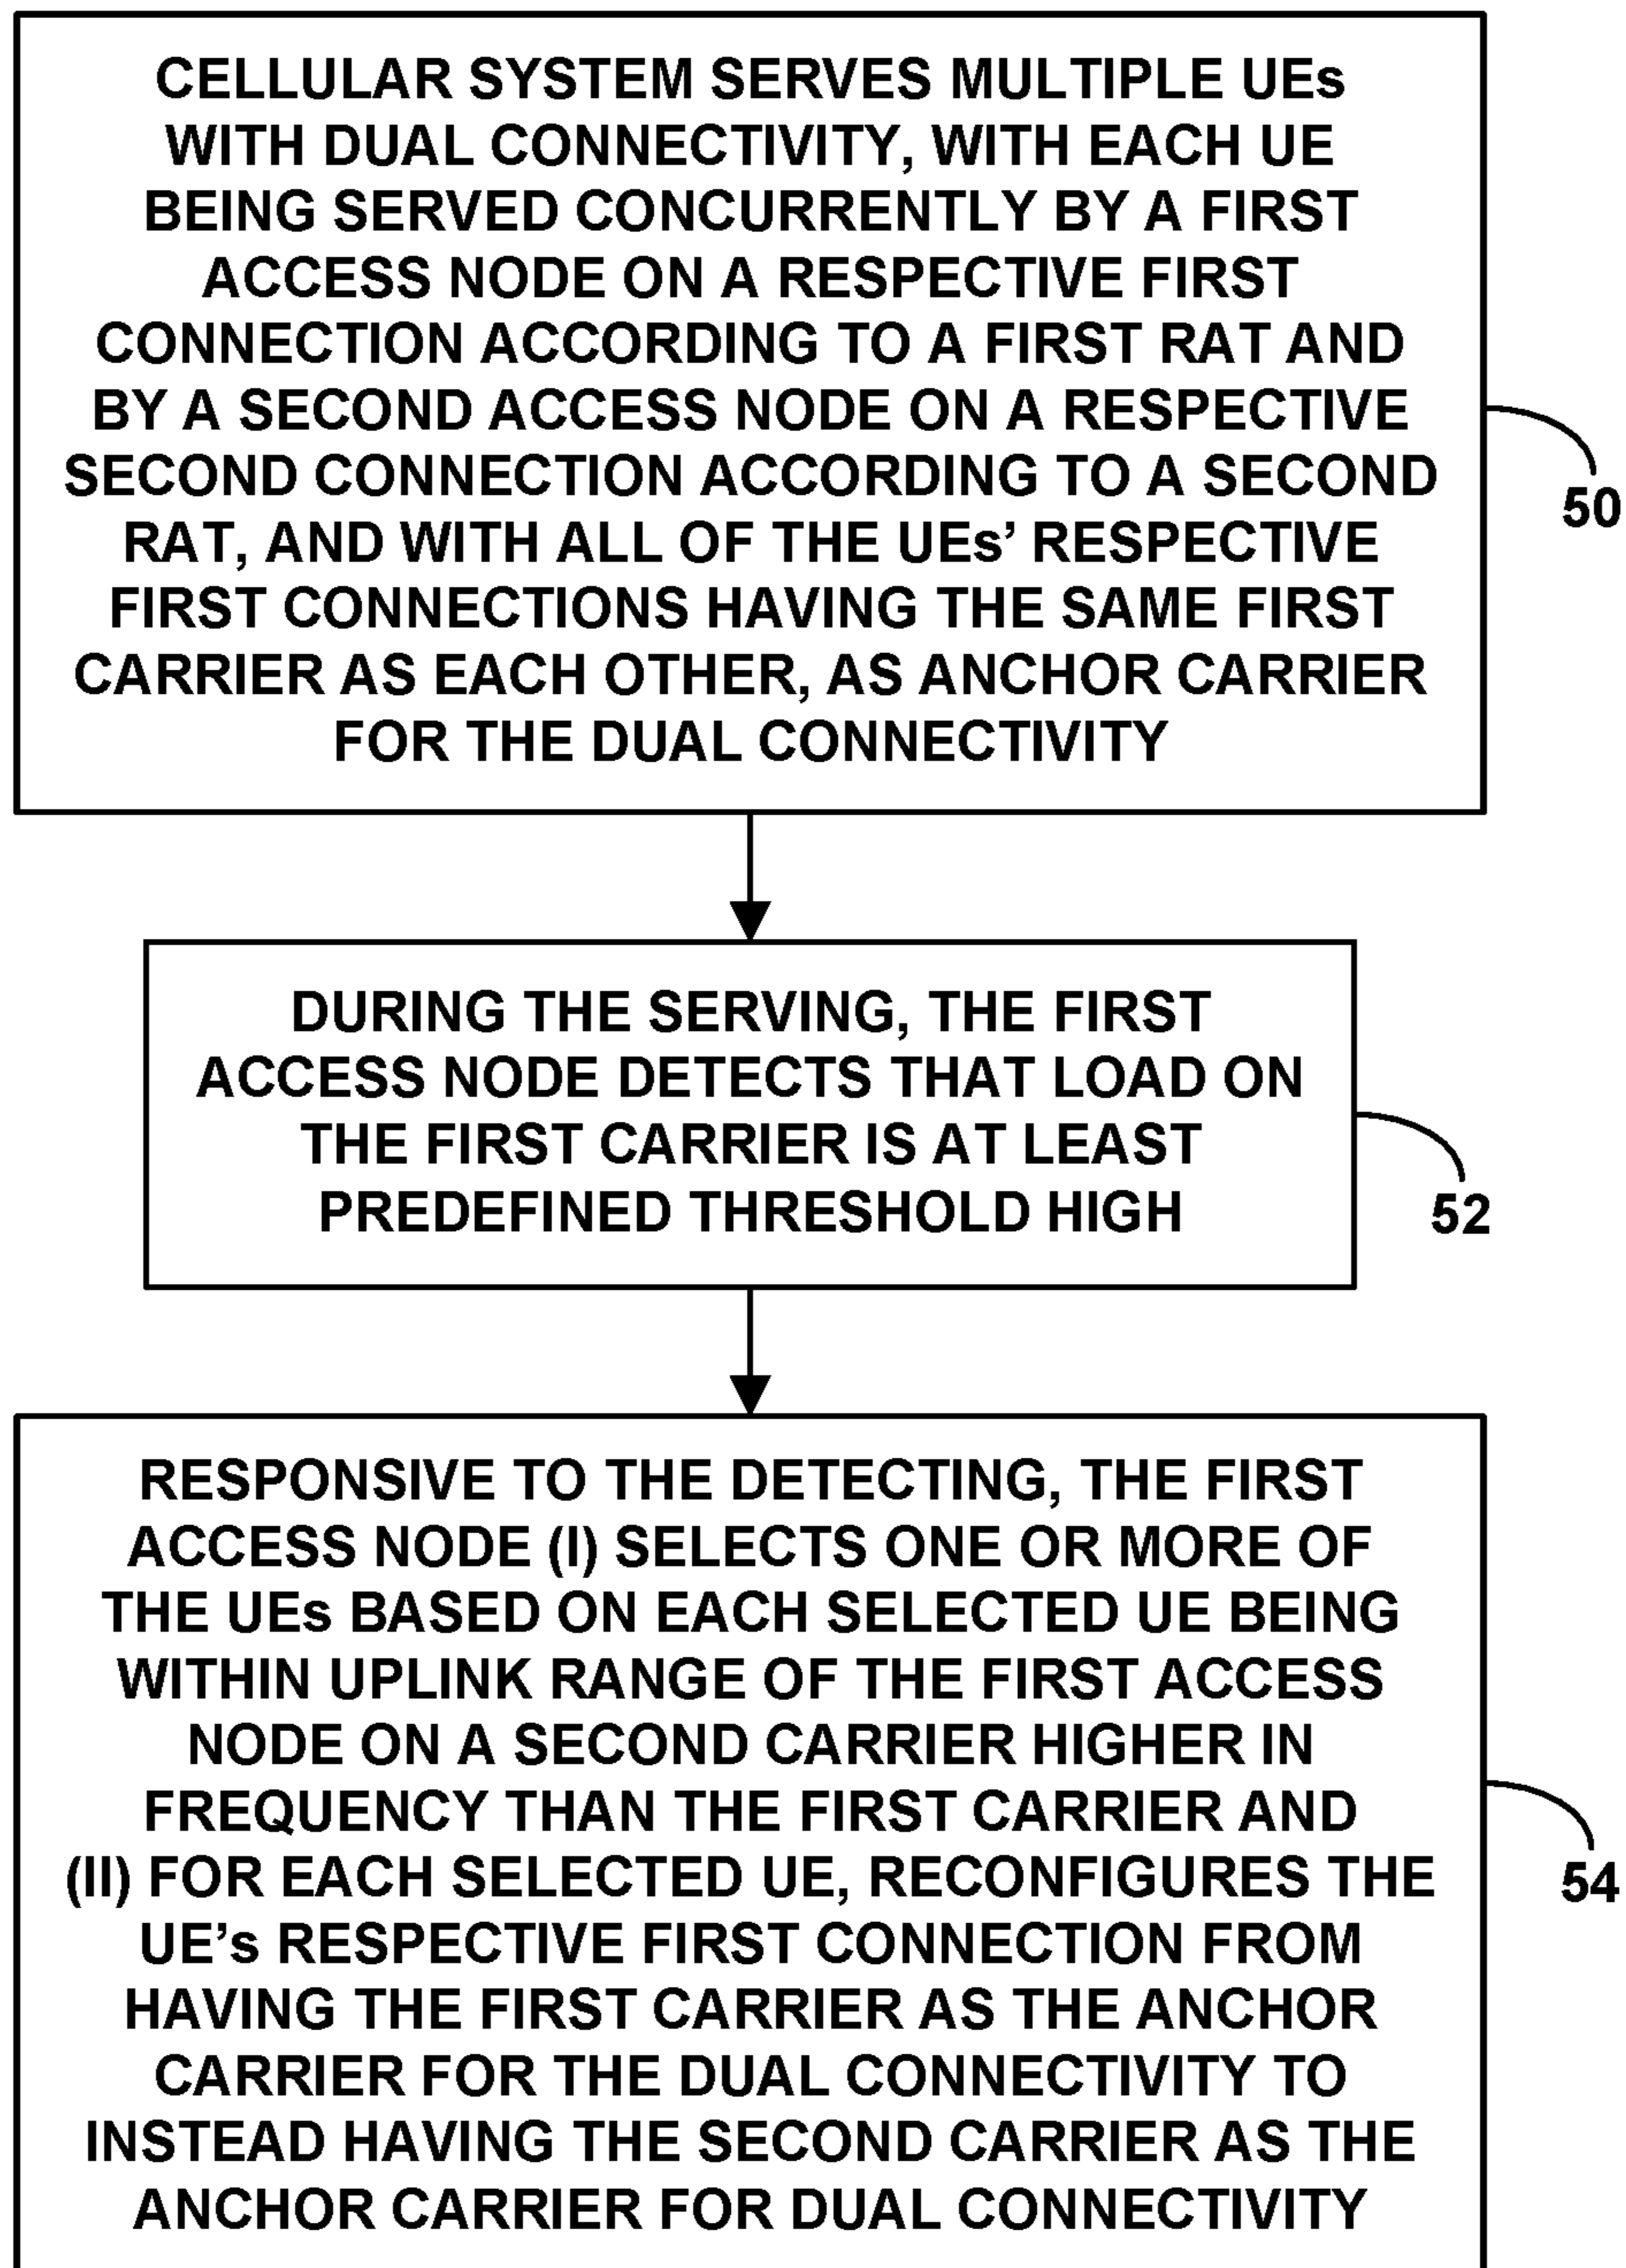 CELLULAR SYSTEM SERVES MULTIPLE UEs
WITH DUAL CONNECTIVITY, WITH EACH UE
BEING SERVED CONCURRENTLY BY A FIRST
ACCESS NODE ON A RESPECTIVE FIRST
CONNECTION ACCORDING TO A FIRST RAT AND
BY A SECOND ACCESS NODE ON A RESPECTIVE
SECOND CONNECTION ACCORDING TO A SECOND
RAT, AND WITH ALL OF THE UEs’ RESPECTIVE
FIRST CONNECTIONS HAVING THE SAME FIRST
CARRIER AS EACH OTHER, AS ANCHOR CARRIER
FOR THE DUAL CONNECTIVITY
50
DURING THE SERVING, THE FIRST
ACCESS NODE DETECTS THAT LOAD ON
THE FIRST CARRIER IS AT LEAST
PREDEFINED THRESHOLD HIGH
52
RESPONSIVE TO THE DETECTING, THE FIRST
ACCESS NODE (I) SELECTS ONE OR MORE OF
THE UEs BASED ON EACH SELECTED UE BEING
WITHIN UPLINK RANGE OF THE FIRST ACCESS
NODE ON A SECOND CARRIER HIGHER IN
FREQUENCY THAN THE FIRST CARRIER AND
(II) FOR EACH SELECTED UE, RECONFIGURES THE
UE’s RESPECTIVE FIRST CONNECTION FROM
HAVING THE FIRST CARRIER AS THE ANCHOR
CARRIER FOR THE DUAL CONNECTIVITY TO
INSTEAD HAVING THE SECOND CARRIER AS THE
ANCHOR CARRIER FOR DUAL CONNECTIVITY
54